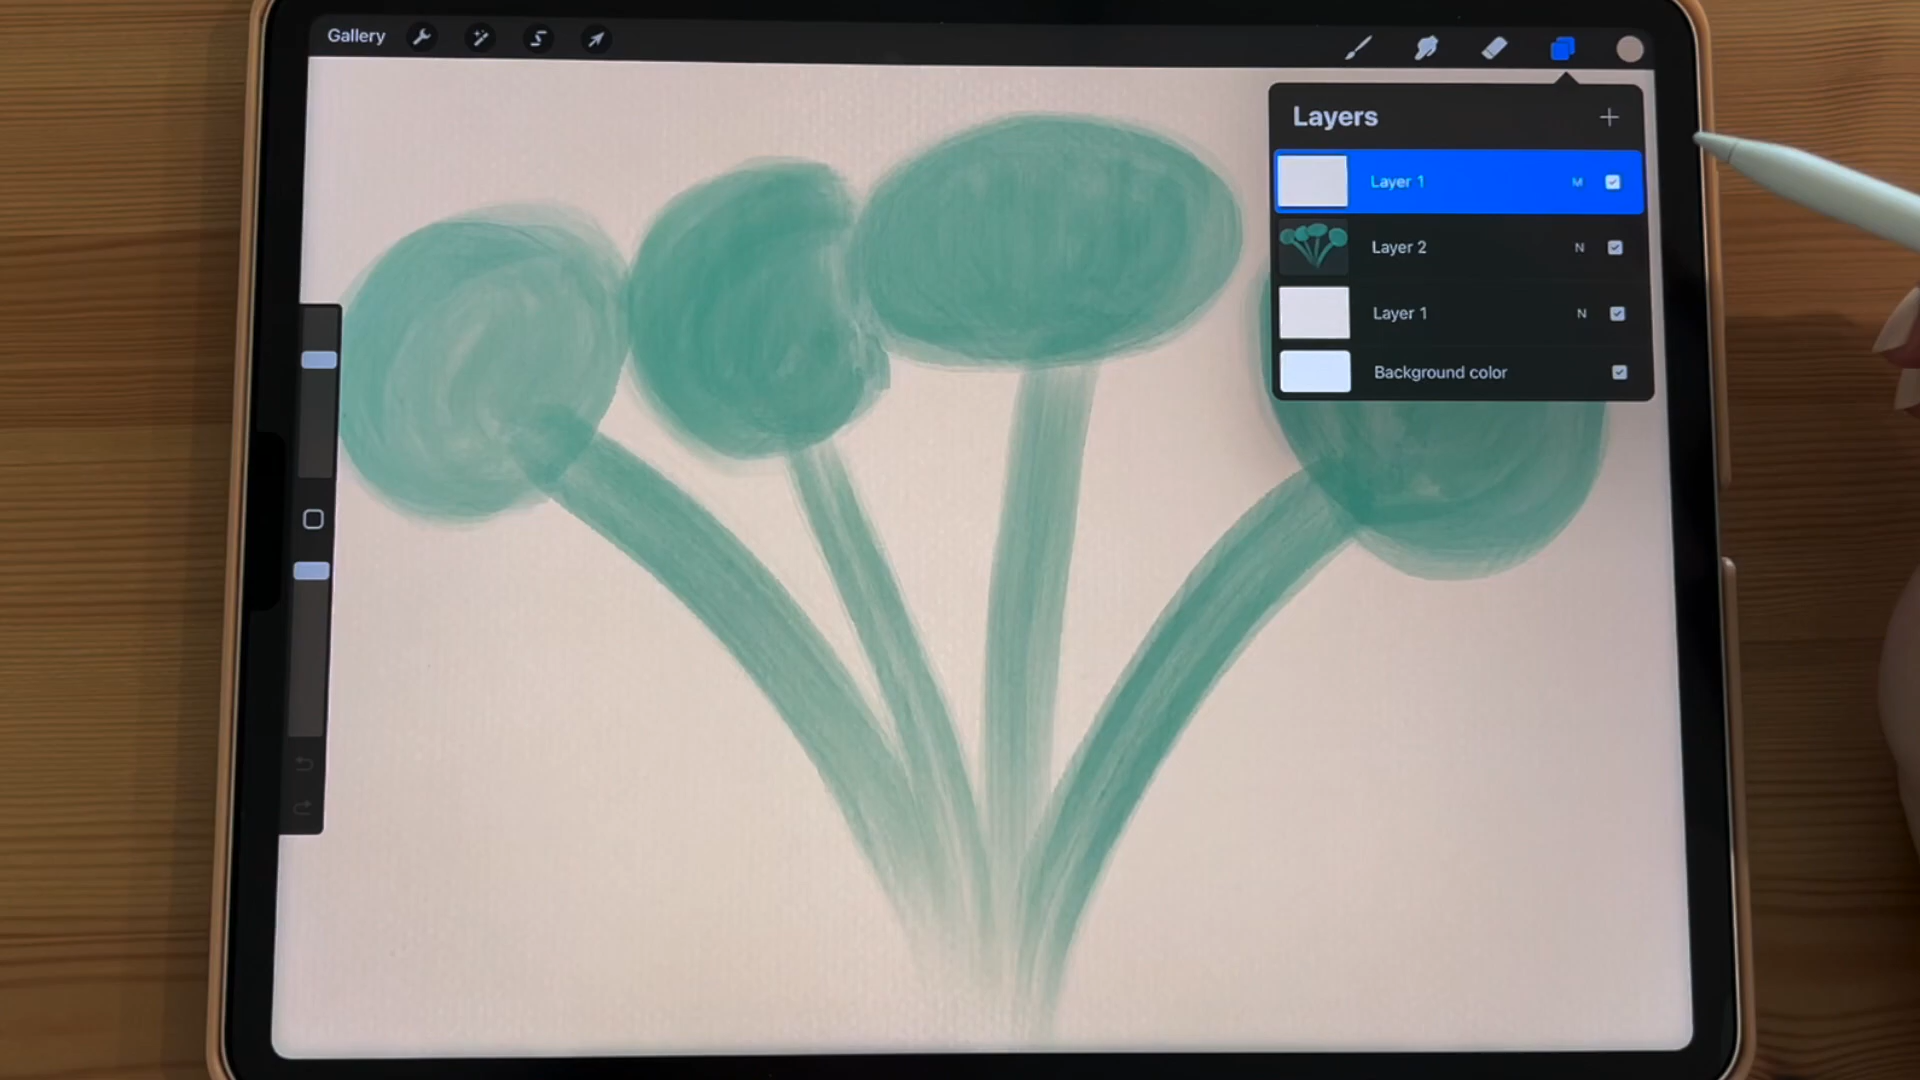 Gallery
Layers
Layer 1 M
Layer 2 N
Layer 1 N
Background color